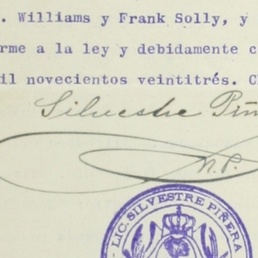 . Williams y Frank Solly, y
rme a la ley y debidamente c
il novecientos veintitrés. C
Silvestre Piñ
N.P.
LIC. SILVESTRE PIÑERA